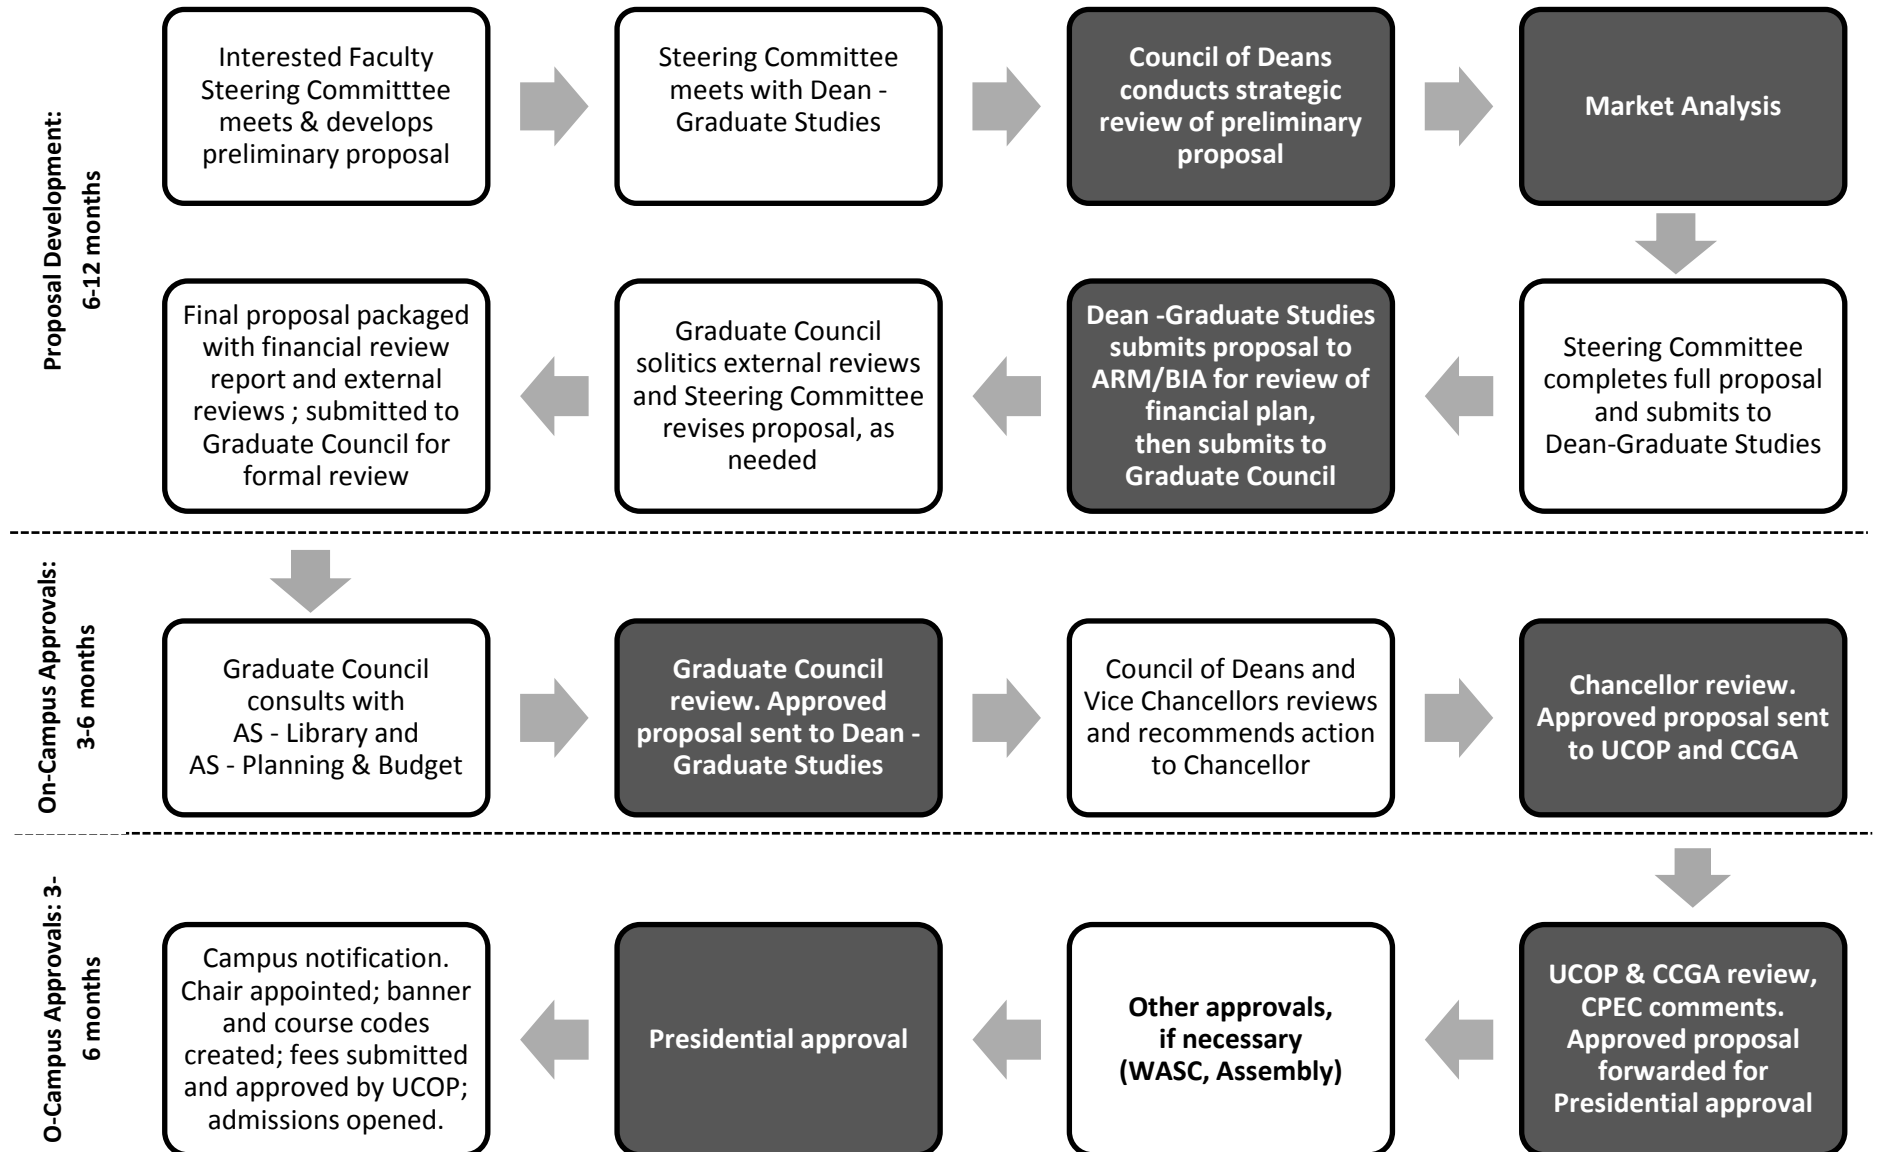 Proposal Development:
6-12 months
Interested Faculty
Steering Committtee
meets & develops
preliminary proposal
Steering Committee
meets with Dean -
Graduate Studies
Council of Deans
conducts strategic
review of preliminary
proposal
Market Analysis
Steering Committee
completes full proposal
and submits to
Dean-Graduate Studies
Dean -Graduate Studies
submits proposal to
ARM/BIA for review of
financial plan,
then submits to
Graduate Council
Graduate Council
solitics external reviews
and Steering Committee
revises proposal, as
needed
Final proposal packaged
with financial review
report and external
reviews ; submitted to
Graduate Council for
formal review
On-Campus Approvals:
3-6 months
Graduate Council
consults with
AS - Library and
AS - Planning & Budget
Graduate Council
review. Approved
proposal sent to Dean -
Graduate Studies
Council of Deans and
Vice Chancellors reviews
and recommends action
to Chancellor
Chancellor review.
Approved proposal sent
to UCOP and CCGA
O-Campus Approvals: 3-
6 months
UCOP & CCGA review,
CPEC comments.
Approved proposal
forwarded for
Presidential approval
Other approvals,
if necessary
(WASC, Assembly)
Presidential approval
Campus notification.
Chair appointed; banner
and course codes
created; fees submitted
and approved by UCOP;
admissions opened.